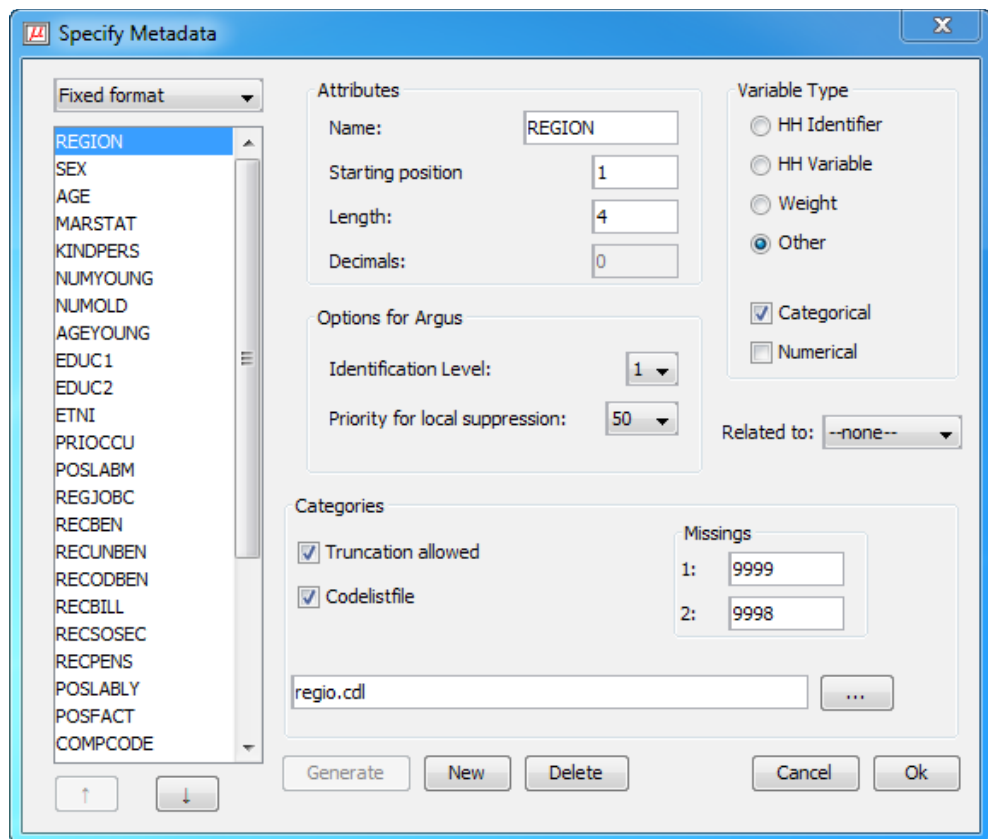 μ Specify Metadata X
Fixed format
REGION
SEX
AGE
MARSTAT
KINDPERS
NUMYOUNG
NUMOLD
AGEYOUNG
EDUC1
EDUC2
ETNI
PRIOCCU
POSLABM
REGJOBC
RECBEN
RECUNBEN
RECODBEN
RECBILL
RECSOSEC
RECPENS
POSLABLY
POSFACT
COMPCODE
↑ ↓
Attributes
Name: REGION
Starting position 1
Length: 4
Decimals: 0
Options for Argus
Identification Level: 1
Priority for local suppression: 50
Variable Type
HH Identifier
HH Variable
Weight
Other
Categorical
Numerical
Related to: --none--
Categories
Truncation allowed
Codelistfile
Missings
1: 9999
2: 9998
regio.cdl ...
Generate New Delete Cancel Ok